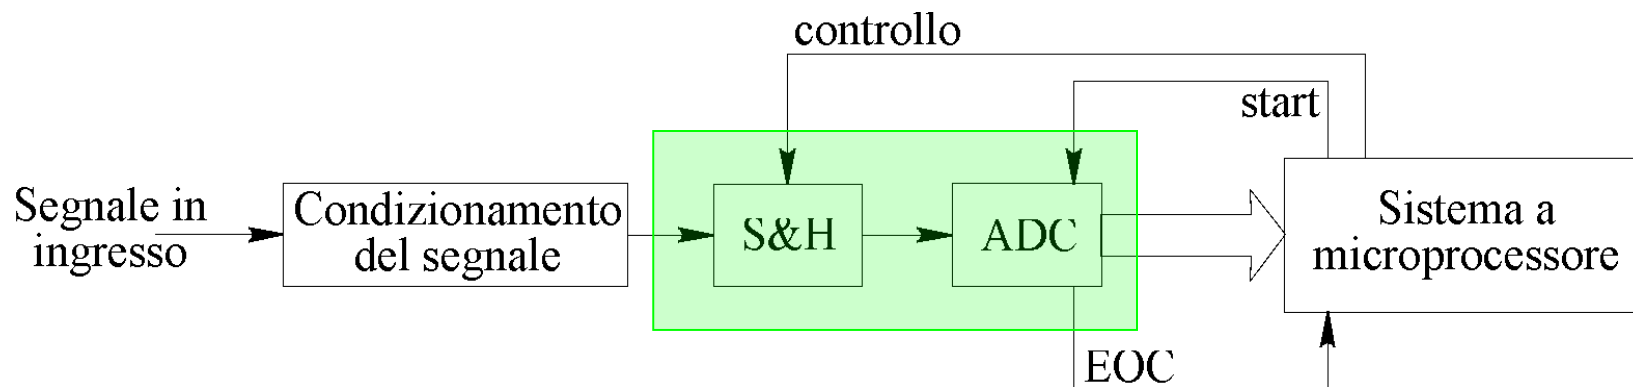 controllo
start
Segnale in
ingresso
Condizionamento
del segnale
S&H
ADC
Sistema a
microprocessore
EOC